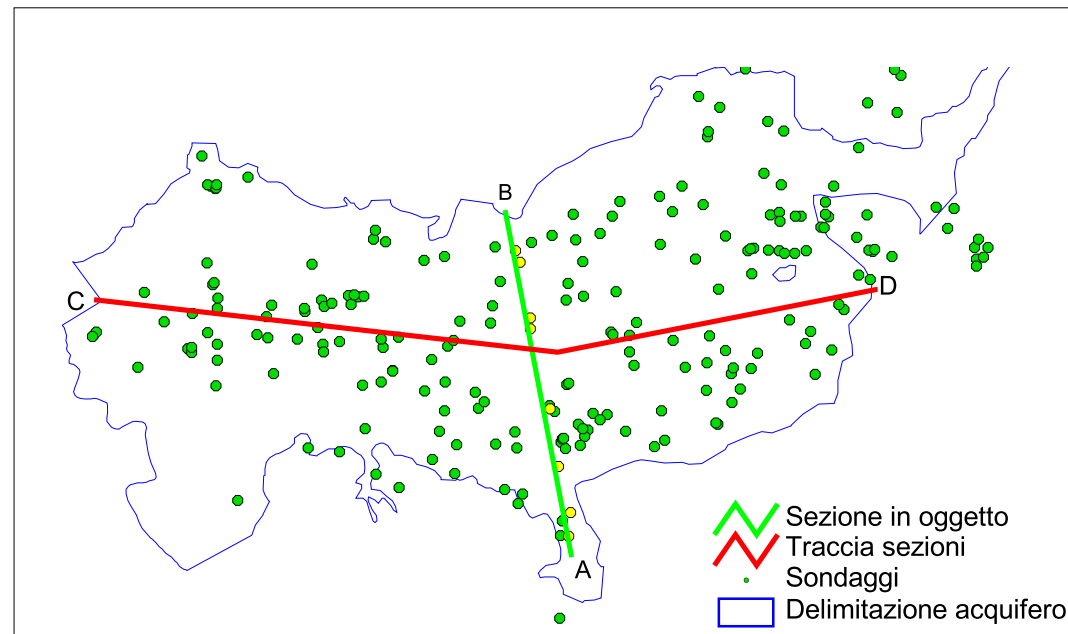 B
C
D
A
Sezione in oggetto
Traccia sezioni
Sondaggi
Delimitazione acquifero